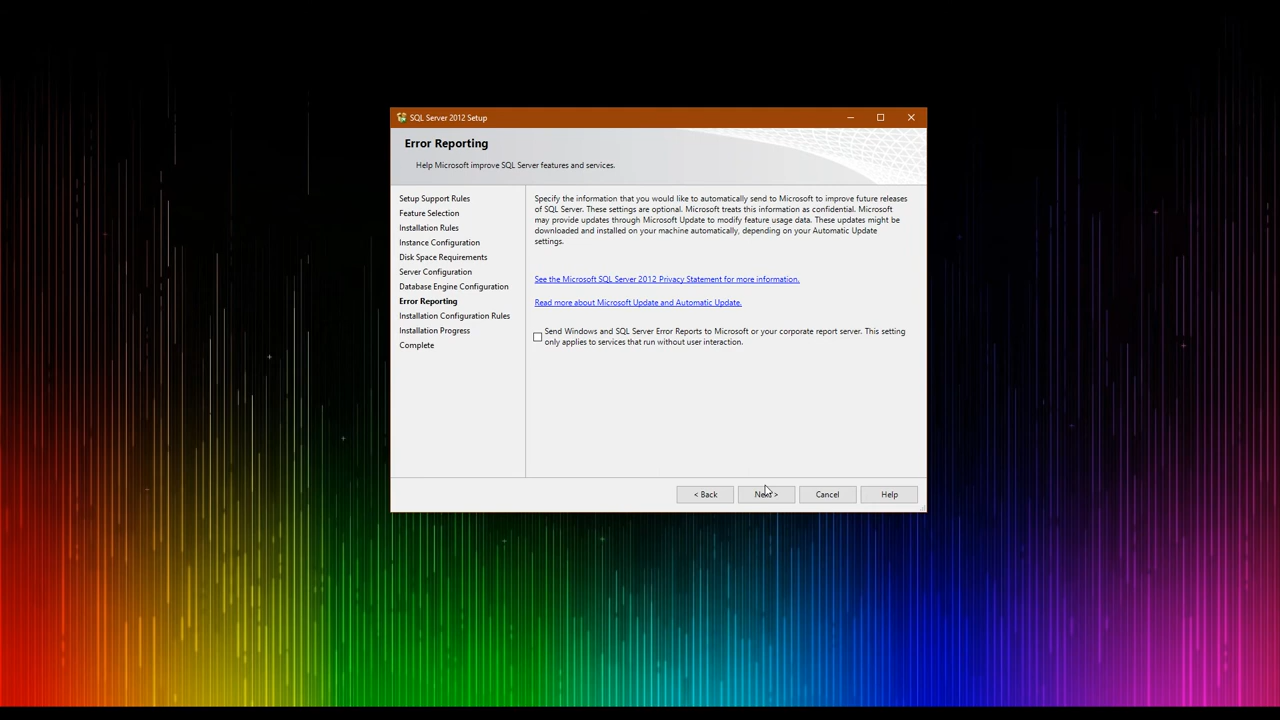 SQL Server 2012 Setup
Error Reporting
Help Microsoft improve SQL Server features and services.
Setup Support Rules
Feature Selection
Installation Rules
Instance Configuration
Disk Space Requirements
Server Configuration
Database Engine Configuration
Error Reporting
Installation Configuration Rules
Installation Progress
Complete
Specify the information that you would like to automatically send to Microsoft to improve future releases
of SQL Server. These settings are optional. Microsoft treats this information as confidential. Microsoft
may provide updates through Microsoft Update to modify feature usage data. These updates might be
downloaded and installed on your machine automatically, depending on your Automatic Update
settings.
See the Microsoft SQL Server 2012 Privacy Statement for more information.
Read more about Microsoft Update and Automatic Update.
Send Windows and SQL Server Error Reports to Microsoft or your corporate report server. This setting
only applies to services that run without user interaction.
< Back
Next >
Cancel
Help